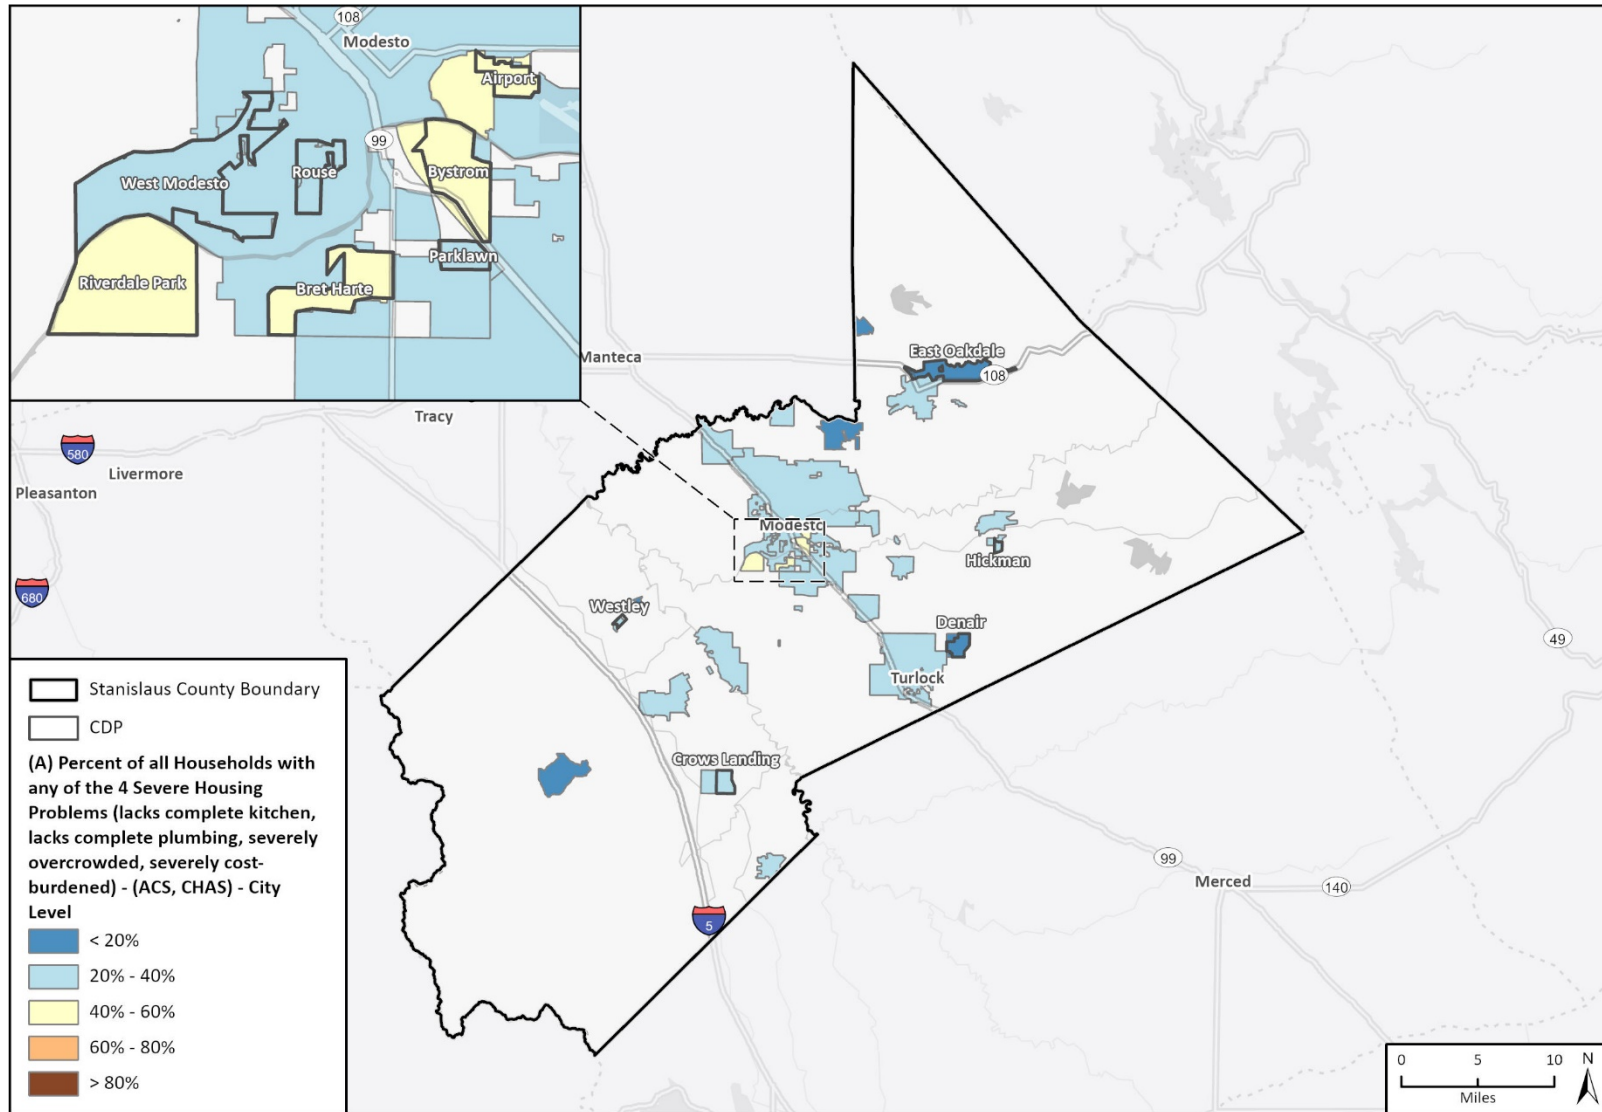 108
Modesto
Airport
99
Bystrom
West Modesto
Rouse
Parklawn
Riverdale Park
Bret Harte
Manteca
East Oakdale
108
Tracy
580
Livermore
Pleasanton
Modesto
Hickman
680
Westley
Denair
49
Turlock
Crows Landing
99
Merced
140
5
Stanislaus County Boundary
CDP
(A) Percent of all Households with
any of the 4 Severe Housing
Problems (lacks complete kitchen,
lacks complete plumbing, severely
overcrowded, severely cost-
burdened) - (ACS, CHAS) - City
Level
< 20%
20% - 40%
40% - 60%
60% - 80%
> 80%
0 5 10
Miles
N